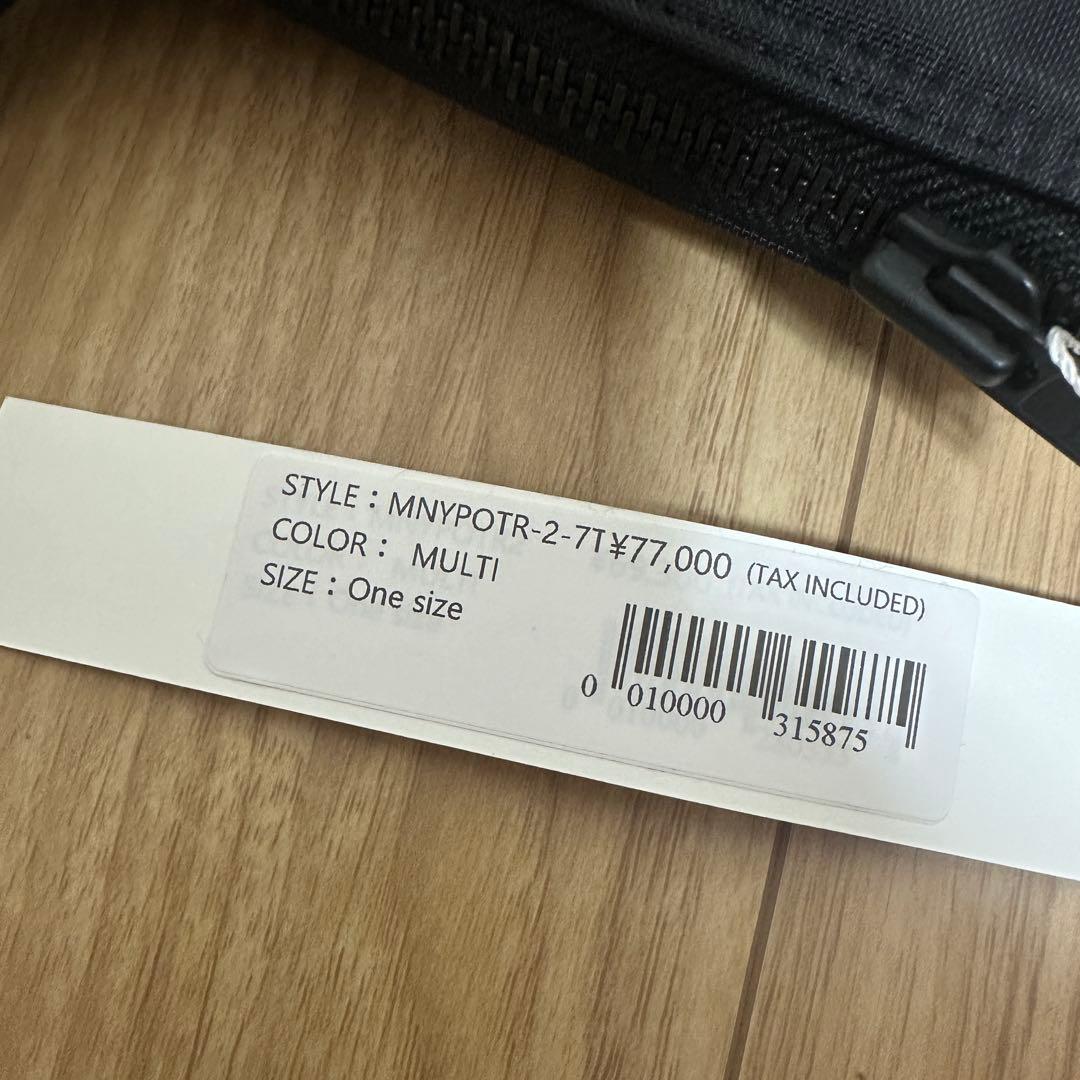 STYLE：MNYPOTR-2-7T¥77,000 (TAX INCLUDED)
COLOR： MULTI
SIZE：One size
0 010000 315875